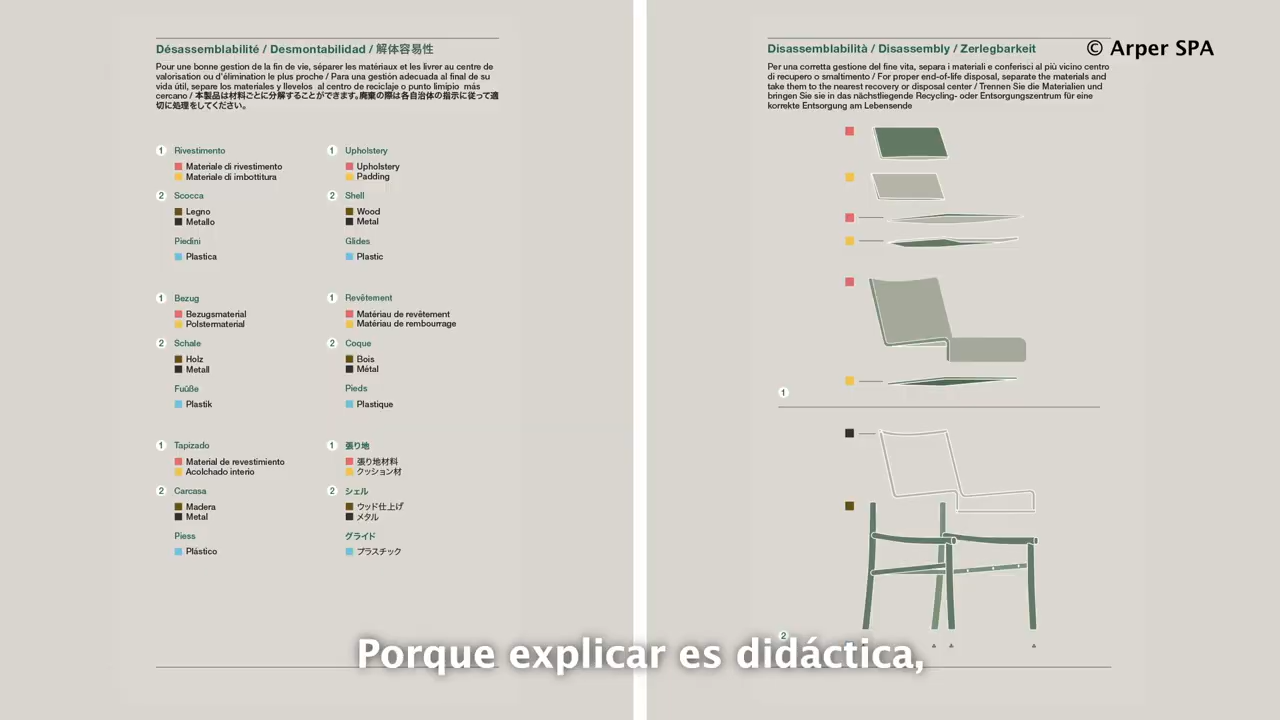 Désassemblabilité / Desmontabilidad / 解体容易性
Pour une bonne gestion de la fin de vie, séparer les matériaux et les livrer au centre de
valorisation ou d'élimination le plus proche / Para una gestión adecuada al final de su
vida útil, separe los materiales y llevelos al centro de reciclaje o punto limipio más
cercano / 本製品は材料ごとに分解することができます。廃棄の際は各自治体の指示に従って適
切に処理をしてください。
1 Rivestimento
Materiale di rivestimento
Materiale di imbottitura
2 Scocca
Legno
Metallo
Piedini
Plastica
1 Upholstery
Upholstery
Padding
2 Shell
Wood
Metal
Glides
Plastic
1 Bezug
Bezugsmaterial
Polstermaterial
2 Schale
Holz
Metall
Fuüße
Plastik
1 Revêtement
Matériau de revêtement
Matériau de rembourrage
2 Coque
Bois
Métal
Pieds
Plastique
1 Tapizado
Material de revestimiento
Acolchado interio
2 Carcasa
Madera
Metal
Piess
Plástico
1 張り地
張り地材料
クッション材
2 シェル
ウッド仕上げ
メタル
グライド
プラスチック
Disassemblabilità / Disassembly / Zerlegbarkeit
© Arper SPA
Per una corretta gestione del fine vita, separa i materiali e conferisci al più vicino centro
di recupero o smaltimento / For proper end-of-life disposal, separate the materials and
take them to the nearest recovery or disposal center / Trennen Sie die Materialien und
bringen Sie sie in das nächstliegende Recycling- oder Entsorgungszentrum für eine
korrekte Entsorgung am Lebensende
1
2
Porque explicar es didáctica,